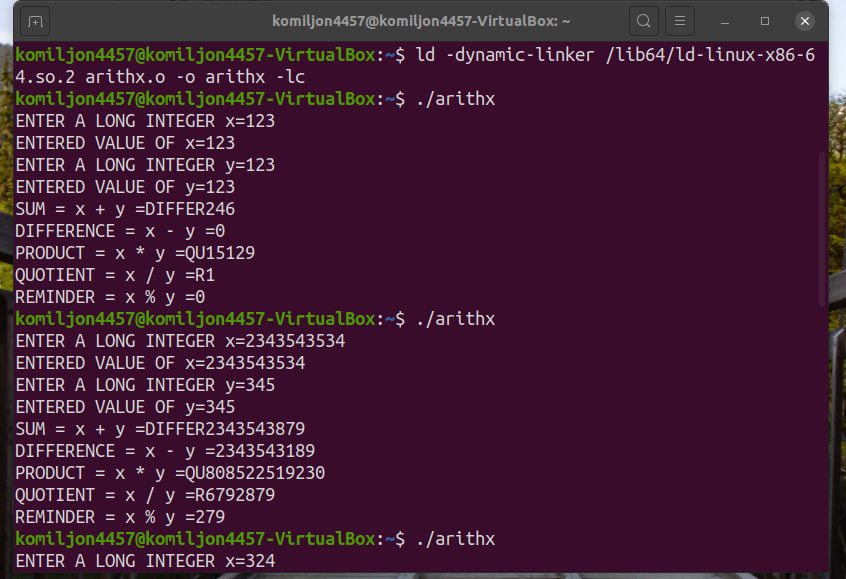 komiljon4457@komiljon4457-VirtualBox: ~
komiljon4457@komiljon4457-VirtualBox:~$ ld -dynamic-linker /lib64/ld-linux-x86-6
4.so.2 arithx.o -o arithx -lc
komiljon4457@komiljon4457-VirtualBox:~$ ./arithx
ENTER A LONG INTEGER x=123
ENTERED VALUE OF x=123
ENTER A LONG INTEGER y=123
ENTERED VALUE OF y=123
SUM = x + y =DIFFER246
DIFFERENCE = x - y =0
PRODUCT = x * y =QU15129
QUOTIENT = x / y =R1
REMINDER = x % y =0
komiljon4457@komiljon4457-VirtualBox:~$ ./arithx
ENTER A LONG INTEGER x=2343543534
ENTERED VALUE OF x=2343543534
ENTER A LONG INTEGER y=345
ENTERED VALUE OF y=345
SUM = x + y =DIFFER2343543879
DIFFERENCE = x - y =2343543189
PRODUCT = x * y =QU808522519230
QUOTIENT = x / y =R6792879
REMINDER = x % y =279
komiljon4457@komiljon4457-VirtualBox:~$ ./arithx
ENTER A LONG INTEGER x=324